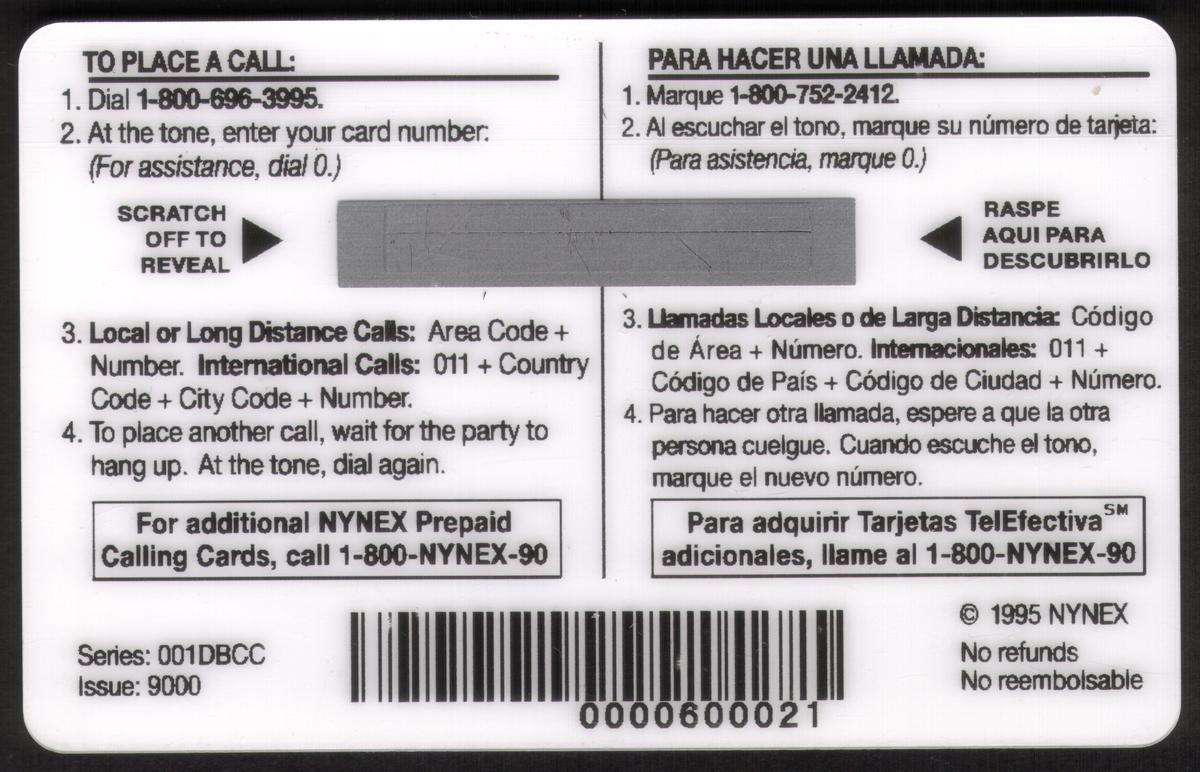 TO PLACE A CALL:
1. Dial 1-800-696-3995.
2. At the tone, enter your card number:
(For assistance, dial 0.)
SCRATCH
OFF TO
REVEAL
3. Local or Long Distance Calls: Area Code +
Number. International Calls: 011 + Country
Code + City Code + Number.
4. To place another call, wait for the party to
hang up. At the tone, dial again.
For additional NYNEX Prepaid
Calling Cards, call 1-800-NYNEX-90
PARA HACER UNA LLAMADA:
1. Marque 1-800-752-2412.
2. Al escuchar el tono, marque su número de tarjeta:
(Para asistencia, marque 0.)
RASPE
AQUI PARA
DESCUBRIRLO
3. Llamadas Locales o de Larga Distancia: Código
de Área + Número. Internacionales: 011 +
Código de País + Código de Ciudad + Número.
4. Para hacer otra llamada, espere a que la otra
persona cuelgue. Cuando escuche el tono,
marque el nuevo número.
Para adquirir Tarjetas TelEfectiva℠
adicionales, llame al 1-800-NYNEX-90
Series: 001DBCC
Issue: 9000
0000600021
© 1995 NYNEX
No refunds
No reembolsable